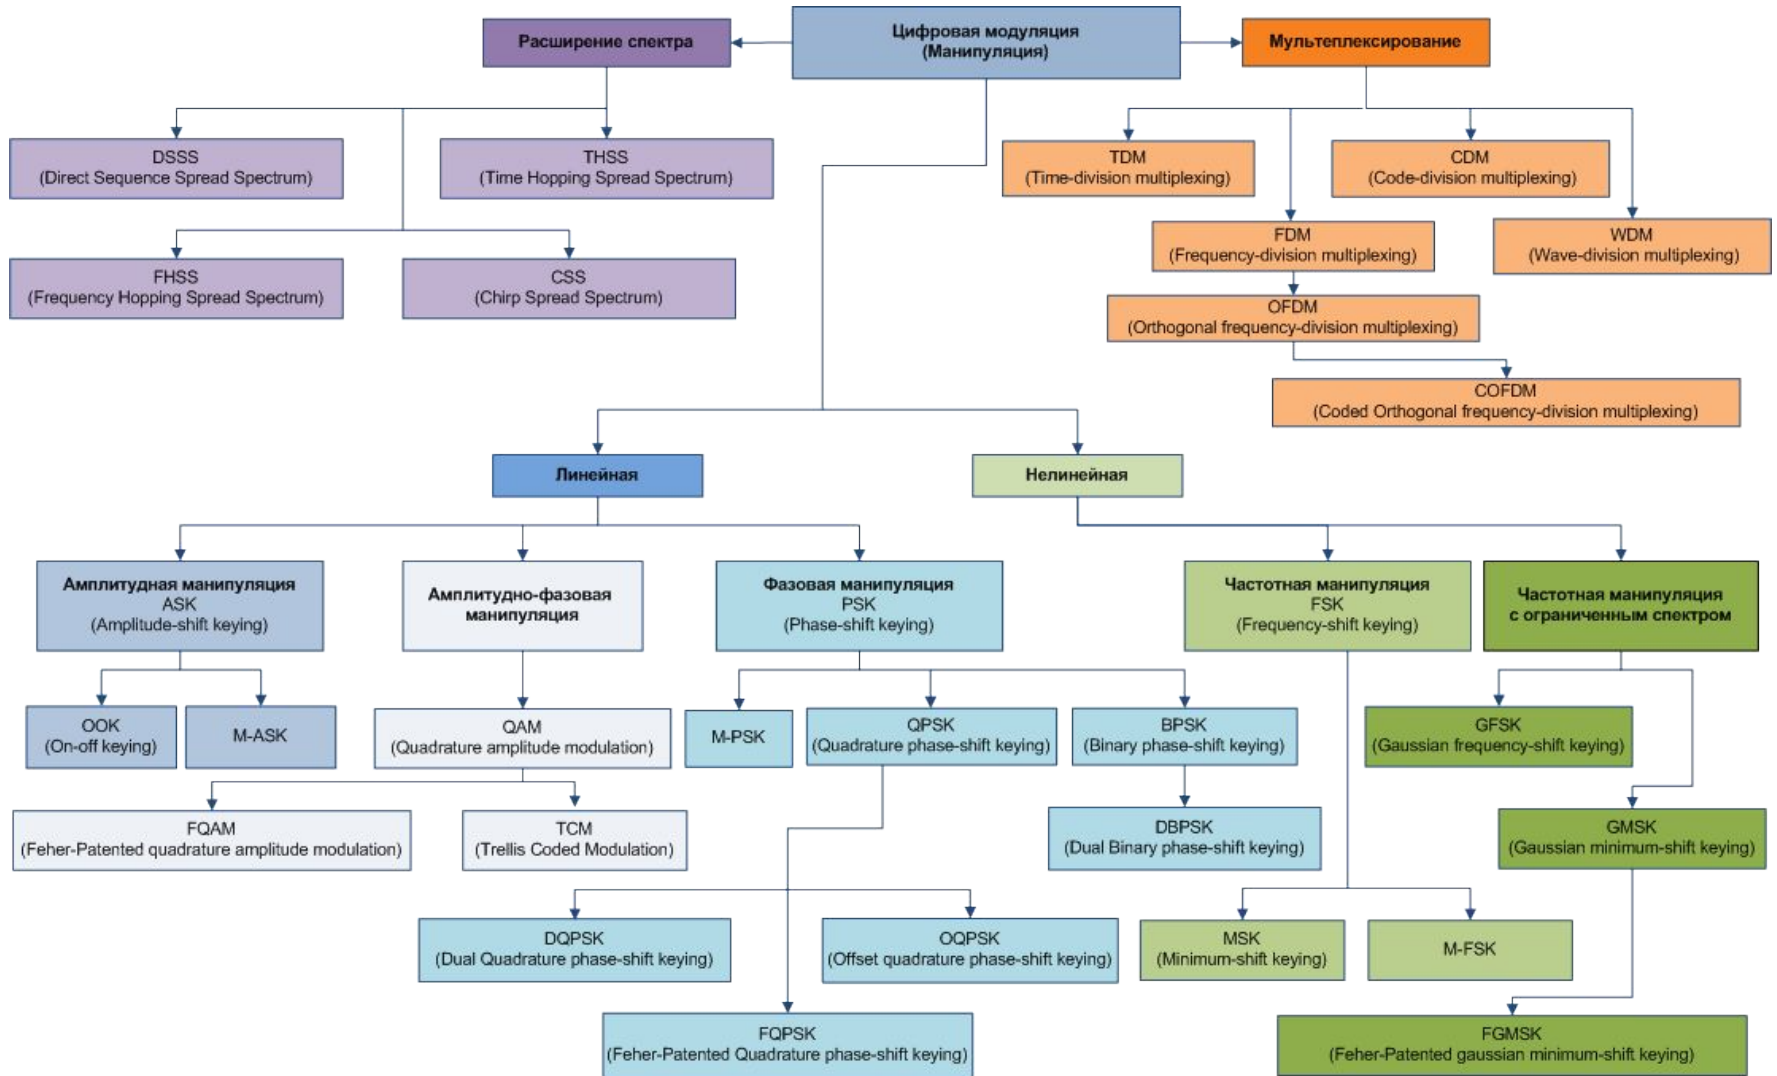 Расширение спектра
Цифровая модуляция
(Манипуляция)
Мультеплексирование
DSSS
(Direct Sequence Spread Spectrum)
THSS
(Time Hopping Spread Spectrum)
FHSS
(Frequency Hopping Spread Spectrum)
CSS
(Chirp Spread Spectrum)
TDM
(Time-division multiplexing)
CDM
(Code-division multiplexing)
FDM
(Frequency-division multiplexing)
WDM
(Wave-division multiplexing)
OFDM
(Orthogonal frequency-division multiplexing)
COFDM
(Coded Orthogonal frequency-division multiplexing)
Линейная
Нелинейная
Амплитудная манипуляция
ASK
(Amplitude-shift keying)
Амплитудно-фазовая
манипуляция
Фазовая манипуляция
PSK
(Phase-shift keying)
Частотная манипуляция
FSK
(Frequency-shift keying)
Частотная манипуляция
с ограниченным спектром
OOK
(On-off keying)
M-ASK
QAM
(Quadrature amplitude modulation)
M-PSK
QPSK
(Quadrature phase-shift keying)
BPSK
(Binary phase-shift keying)
GFSK
(Gaussian frequency-shift keying)
FQAM
(Feher-Patented quadrature amplitude modulation)
TCM
(Trellis Coded Modulation)
DBPSK
(Dual Binary phase-shift keying)
GMSK
(Gaussian minimum-shift keying)
DQPSK
(Dual Quadrature phase-shift keying)
OQPSK
(Offset quadrature phase-shift keying)
MSK
(Minimum-shift keying)
M-FSK
FQPSK
(Feher-Patented Quadrature phase-shift keying)
FGMSK
(Feher-Patented gaussian minimum-shift keying)